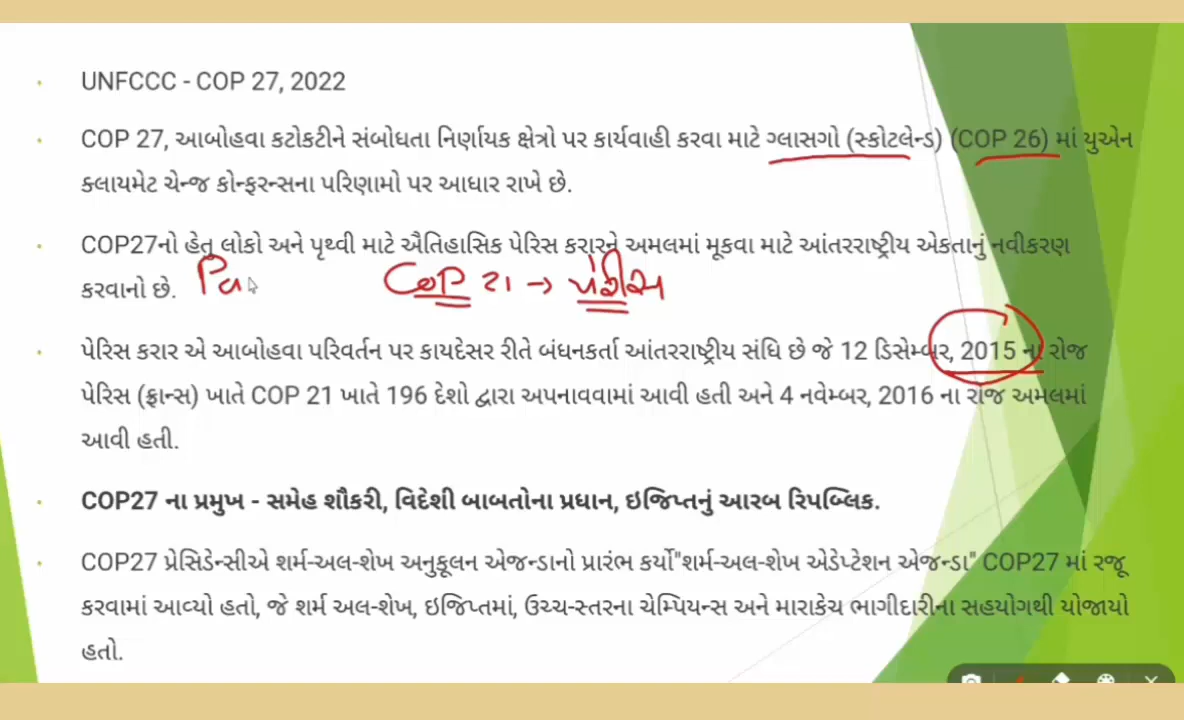 UNFCCC - COP 27, 2022
COP 27, આબોહવા કટોકટીને સંબોધતા નિર્ણાયક ક્ષેત્રો પર કાર્યવાહી કરવા માટે ગ્લાસગો (સ્કોટલેન્ડ) (COP 26) માં યુએન
ક્લાયમેટ ચેન્જ કોન્ફરન્સના પરિણામો પર આધાર રાખે છે.
COP27નો હેતુ લોકો અને પૃથ્વી માટે ઐતિહાસિક પેરિસ કરારને અમલમાં મૂકવા માટે આંતરરાષ્ટ્રીય એકતાનું નવીકરણ
કરવાનો છે.
COP 21 → પેરીસ
પેરિસ કરાર એ આબોહવા પરિવર્તન પર કાયદેસર રીતે બંધનકર્તા આંતરરાષ્ટ્રીય સંધિ છે જે 12 ડિસેમ્બર, 2015 ના રોજ
પેરિસ (ફ્રાન્સ) ખાતે COP 21 ખાતે 196 દેશો દ્વારા અપનાવવામાં આવી હતી અને 4 નવેમ્બર, 2016 ના રોજ અમલમાં
આવી હતી.
COP27 ના પ્રમુખ - સમેહ શૌકરી, વિદેશી બાબતોના પ્રધાન, ઇજિપ્તનું આરબ રિપબ્લિક.
COP27 પ્રેસિડેન્સીએ શર્મ-અલ-શેખ અનુકૂલન એજન્ડાનો પ્રારંભ કર્યો"શર્મ-અલ-શેખ એડેપ્ટેશન એજન્ડા" COP27 માં રજૂ
કરવામાં આવ્યો હતો, જે શર્મ અલ-શેખ, ઇજિપ્તમાં, ઉચ્ચ-સ્તરના ચેમ્પિયન્સ અને મારાકેચ ભાગીદારીના સહયોગથી યોજાયો
હતો.